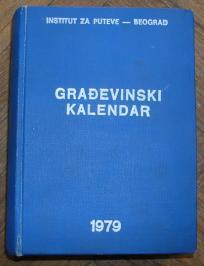 INSTITUT ZA PUTEVE — BEOGRAD
GRAĐEVINSKI
KALENDAR
1979